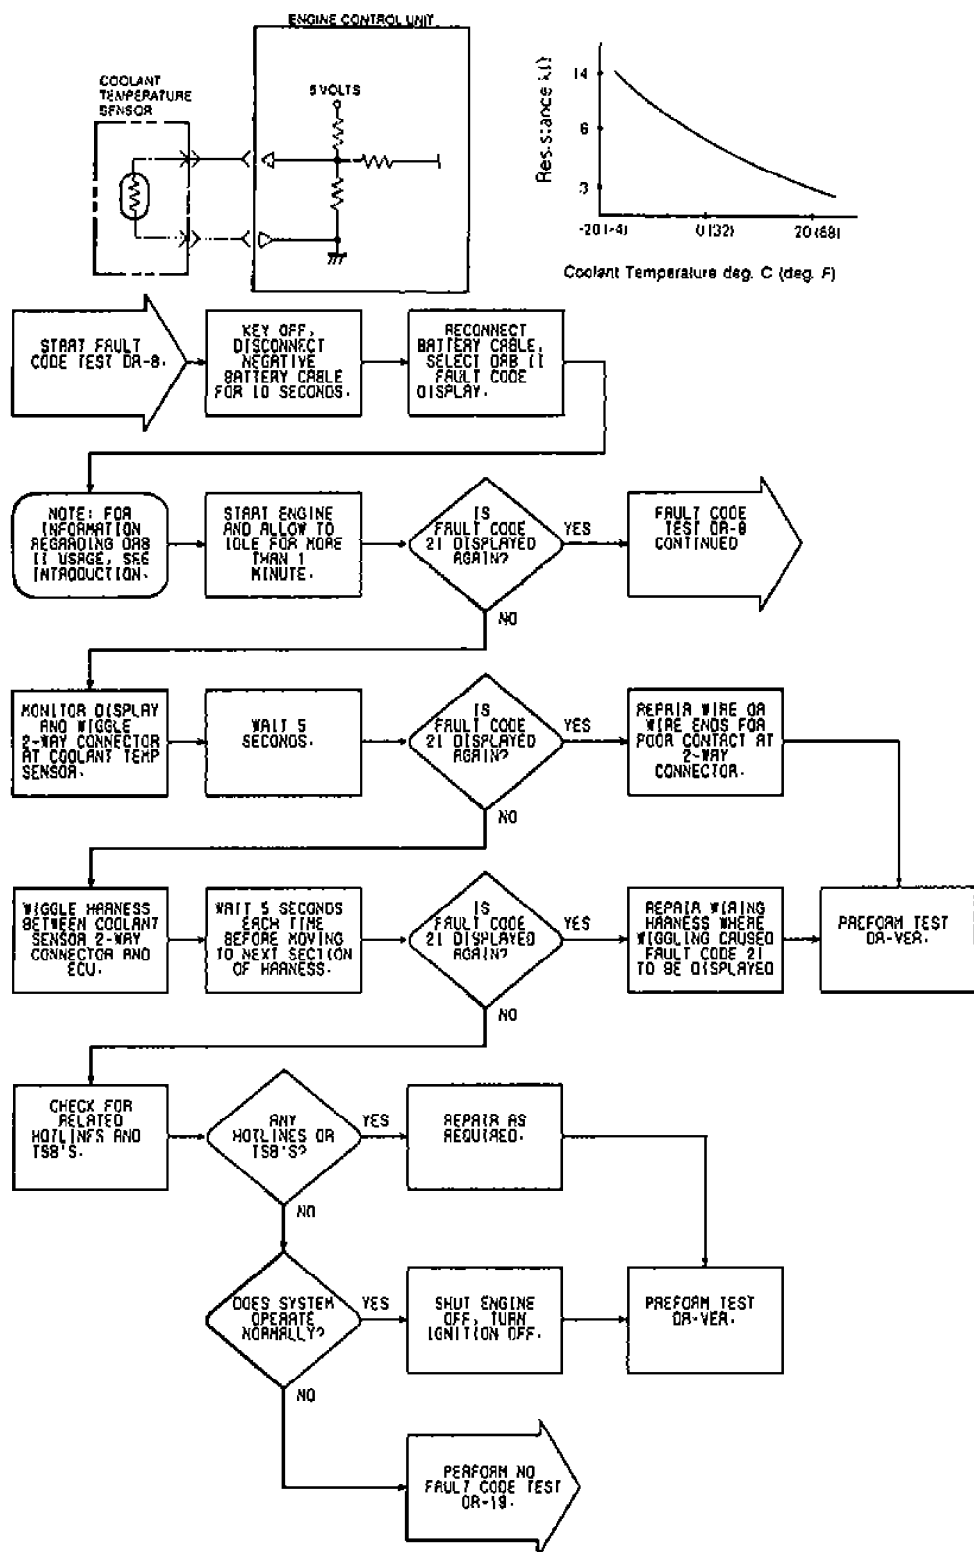 ENGINE CONTROL UNIT
COOLANT
TEMPERATURE
SENSOR
5 VOLTS
Resistance kΩ
14
6
3
-20 (-4)
0 (32)
20 (68)
Coolant Temperature deg. C (deg. F)
START FAULT
CODE TEST DR-8.
KEY OFF,
DISCONNECT
NEGATIVE
BATTERY CABLE
FOR 10 SECONDS.
RECONNECT
BATTERY CABLE,
SELECT DRB II
FAULT CODE
DISPLAY.
NOTE: FOR
INFORMATION
REGARDING DRB
II USAGE, SEE
INTRODUCTION.
START ENGINE
AND ALLOW TO
IDLE FOR MORE
THAN 1
MINUTE.
IS
FAULT CODE
21 DISPLAYED
AGAIN?
YES
FAULT CODE
TEST DR-8
CONTINUED
NO
MONITOR DISPLAY
AND WIGGLE
2-WAY CONNECTOR
AT COOLANT TEMP
SENSOR.
WAIT 5
SECONDS.
IS
FAULT CODE
21 DISPLAYED
AGAIN?
YES
REPAIR WIRE OR
WIRE ENDS FOR
POOR CONTACT AT
2-WAY
CONNECTOR.
NO
WIGGLE HARNESS
BETWEEN COOLANT
SENSOR 2-WAY
CONNECTOR AND
ECU.
WAIT 5 SECONDS
EACH TIME
BEFORE MOVING
TO NEXT SECTION
OF HARNESS.
IS
FAULT CODE
21 DISPLAYED
AGAIN?
YES
REPAIR WIRING
HARNESS WHERE
WIGGLING CAUSED
FAULT CODE 21
TO BE DISPLAYED
PREFORM TEST
DR-VER.
NO
CHECK FOR
RELATED
HOTLINES AND
TSB'S.
ANY
HOTLINES OR
TSB'S?
YES
REPAIR AS
REQUIRED.
NO
DOES SYSTEM
OPERATE
NORMALLY?
YES
SHUT ENGINE
OFF, TURN
IGNITION OFF.
PREFORM TEST
DR-VER.
NO
PERFORM NO
FAULT CODE TEST
DR-19.